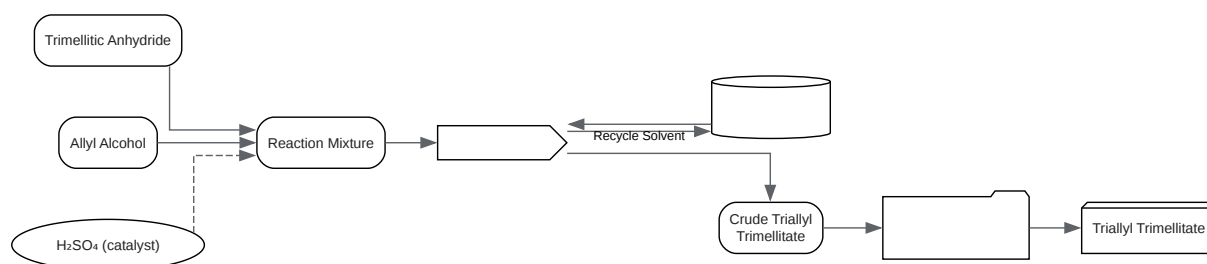 Trimellitic Anhydride
Allyl Alcohol
Reaction Mixture
Recycle Solvent
H₂SO₄ (catalyst)
Crude Triallyl
Trimellitate
Triallyl Trimellitate